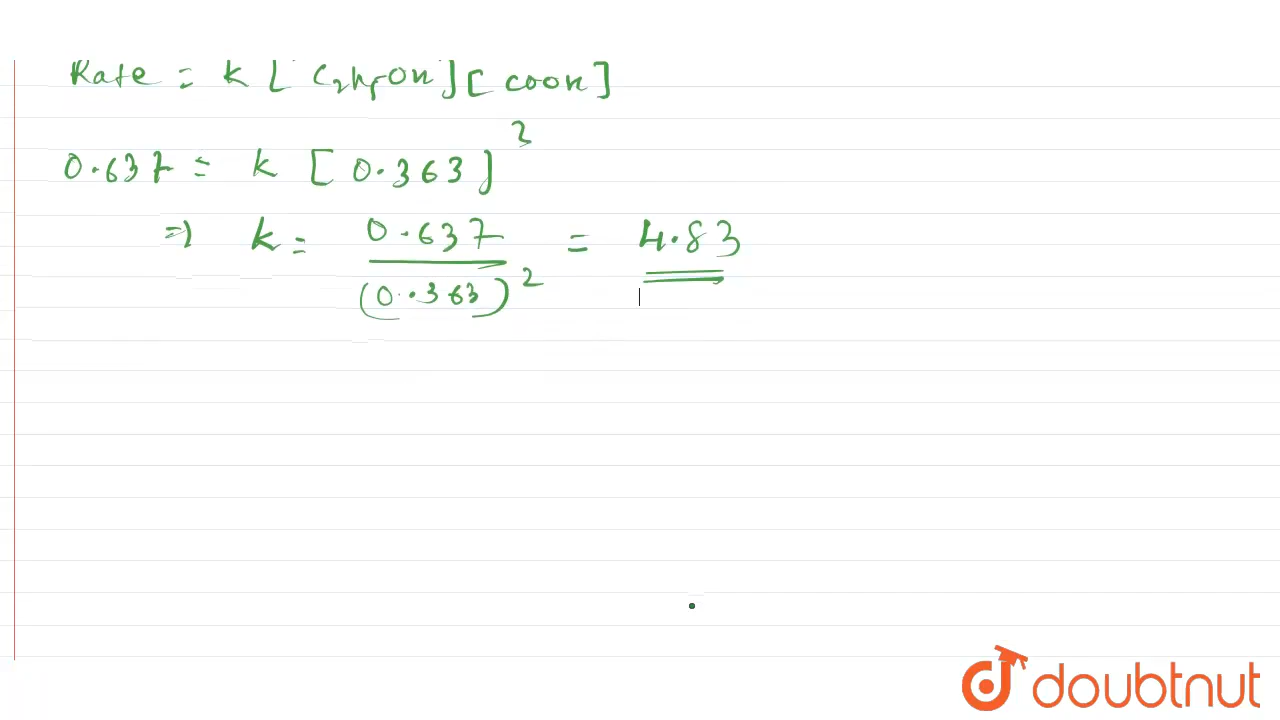 Rate = K [C₂H₅OH] [COOH]
0.637 = K [0.363]²
⇒ K = 0.637 / (0.363)² = 4.83
doubtnut